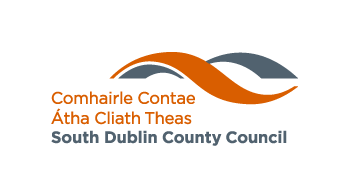 Comhairle Contae
Átha Cliath Theas
South Dublin County Council